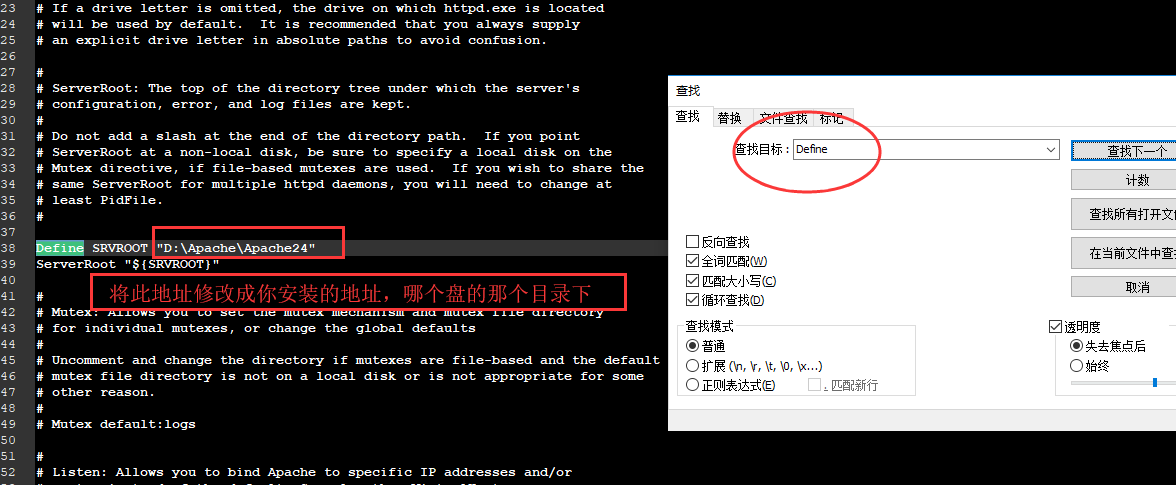 23 # If a drive letter is omitted, the drive on which httpd.exe is located
24 # will be used by default.  It is recommended that you always supply
25 # an explicit drive letter in absolute paths to avoid confusion.
26
27 #
28 # ServerRoot: The top of the directory tree under which the server's
29 # configuration, error, and log files are kept.
30 #
31 # Do not add a slash at the end of the directory path.  If you point
32 # ServerRoot at a non-local disk, be sure to specify a local disk on the
33 # Mutex directive, if file-based mutexes are used.  If you wish to share the
34 # same ServerRoot for multiple httpd daemons, you will need to change at
35 # least PidFile.
36 #
37
38 Define SRVROOT "D:\Apache\Apache24"
39 ServerRoot "${SRVROOT}"
40
将此地址修改成你安装的地址，哪个盘的那个目录下
41 #
42 # Mutex: Allows you to set the mutex mechanism and mutex file directory
43 # for individual mutexes, or change the global defaults
44 #
45 # Uncomment and change the directory if mutexes are file-based and the default
46 # mutex file directory is not on a local disk or is not appropriate for some
47 # other reason.
48 #
49 # Mutex default:logs
50
51 #
52 # Listen: Allows you to bind Apache to specific IP addresses and/or
查找
查找 替换 文件查找 标记
查找目标 : Define
查找下一个
计数
查找所有打开文
在当前文件中查
取消
反向查找
全词匹配(W)
匹配大小写(C)
循环查找(D)
查找模式
普通
扩展 (\n, \r, \t, \0, \x...)
正则表达式(E) . 匹配新行
透明度
失去焦点后
始终